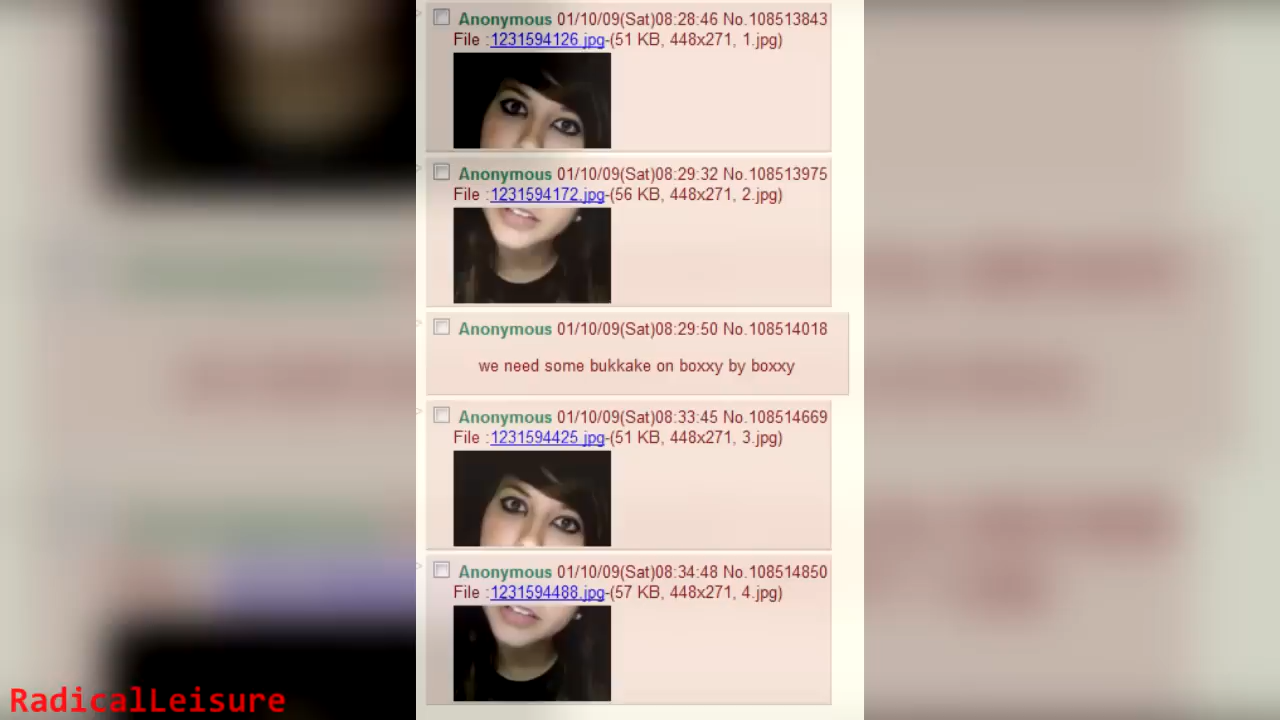 Anonymous 01/10/09(Sat)08:28:46 No.108513843
File :1231594126.jpg-(51 KB, 448x271, 1.jpg)
Anonymous 01/10/09(Sat)08:29:32 No.108513975
File :1231594172.jpg-(56 KB, 448x271, 2.jpg)
Anonymous 01/10/09(Sat)08:29:50 No.108514018
we need some bukkake on boxxy by boxxy
Anonymous 01/10/09(Sat)08:33:45 No.108514669
File :1231594425.jpg-(51 KB, 448x271, 3.jpg)
Anonymous 01/10/09(Sat)08:34:48 No.108514850
File :1231594488.jpg-(57 KB, 448x271, 4.jpg)
RadicalLeisure